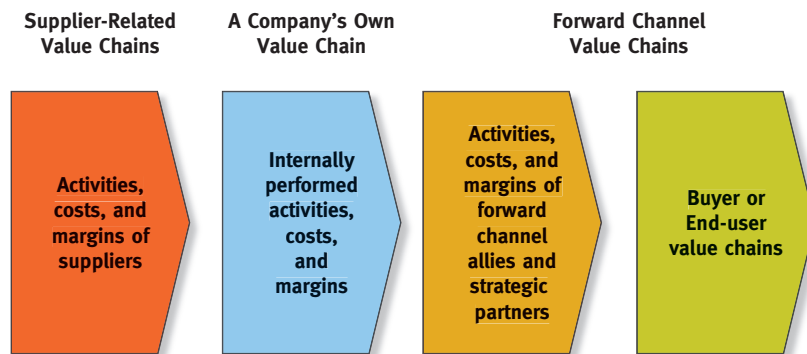 Supplier-Related
Value Chains
A Company’s Own
Value Chain
Forward Channel
Value Chains
Activities,
costs, and
margins of
suppliers
Internally
performed
activities,
costs,
and
margins
Activities,
costs, and
margins of
forward
channel
allies and
strategic
partners
Buyer or
End-user
value chains